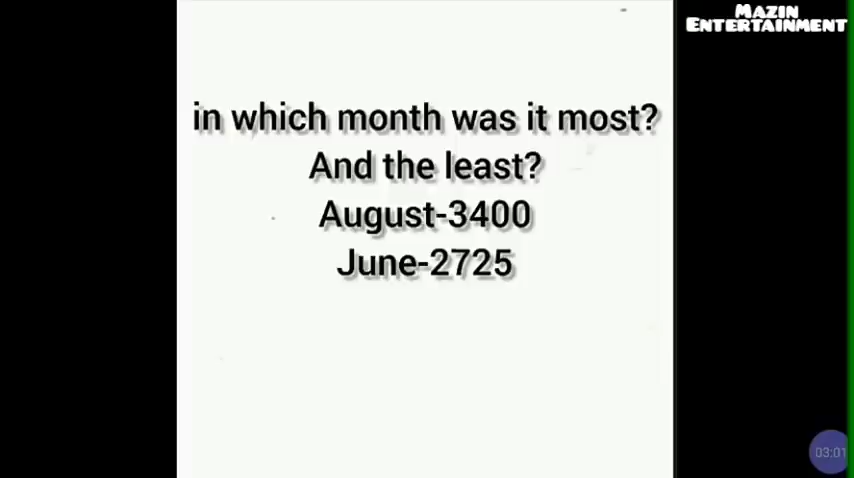 MAZIN
ENTERTAINMENT
in which month was it most?
And the least?
August-3400
June-2725
03:01